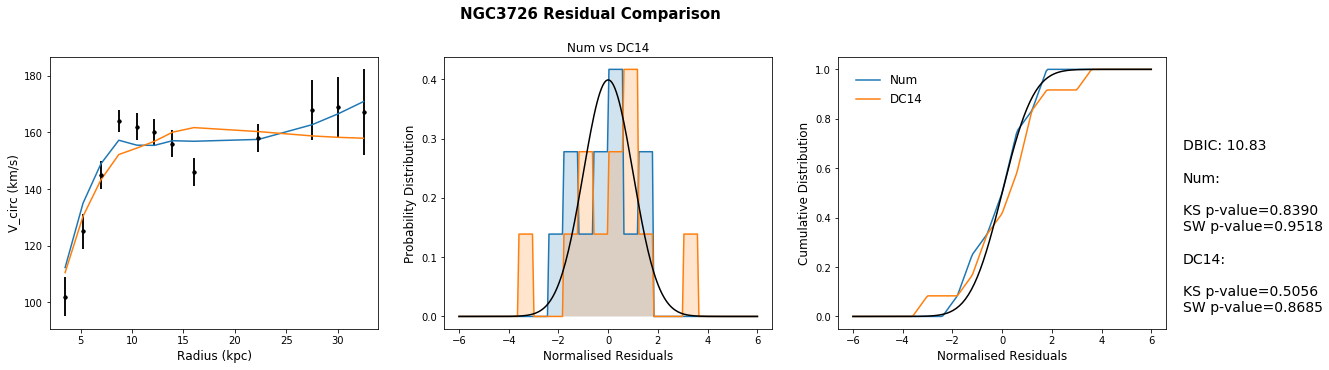 NGC3726 Residual Comparison
V_circ (km/s)
180
160
140
120
100
5 10 15 20 25 30
Radius (kpc)
Num vs DC14
Probability Distribution
0.4
0.3
0.2
0.1
0.0
−6 −4 −2 0 2 4 6
Normalised Residuals
Cumulative Distribution
1.0
0.8
0.6
0.4
0.2
0.0
Num
DC14
−6 −4 −2 0 2 4 6
Normalised Residuals
DBIC: 10.83
Num:
KS p-value=0.8390
SW p-value=0.9518
DC14:
KS p-value=0.5056
SW p-value=0.8685